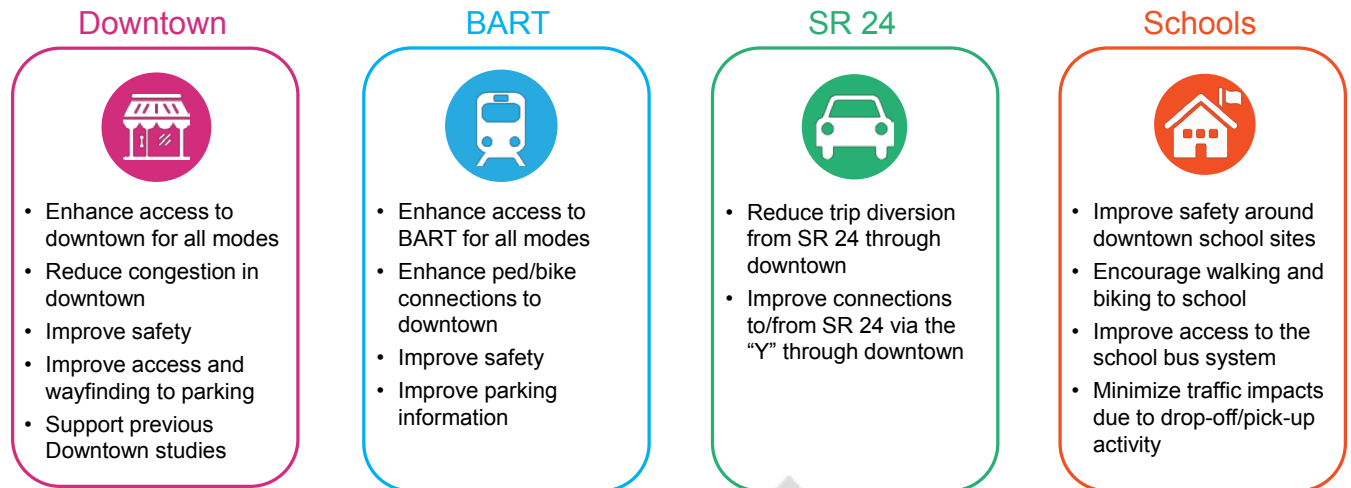 Downtown
• Enhance access to
downtown for all modes
• Reduce congestion in
downtown
• Improve safety
• Improve access and
wayfinding to parking
• Support previous
Downtown studies
BART
• Enhance access to
BART for all modes
• Enhance ped/bike
connections to
downtown
• Improve safety
• Improve parking
information
SR 24
• Reduce trip diversion
from SR 24 through
downtown
• Improve connections
to/from SR 24 via the
“Y” through downtown
Schools
• Improve safety around
downtown school sites
• Encourage walking and
biking to school
• Improve access to the
school bus system
• Minimize traffic impacts
due to drop-off/pick-up
activity